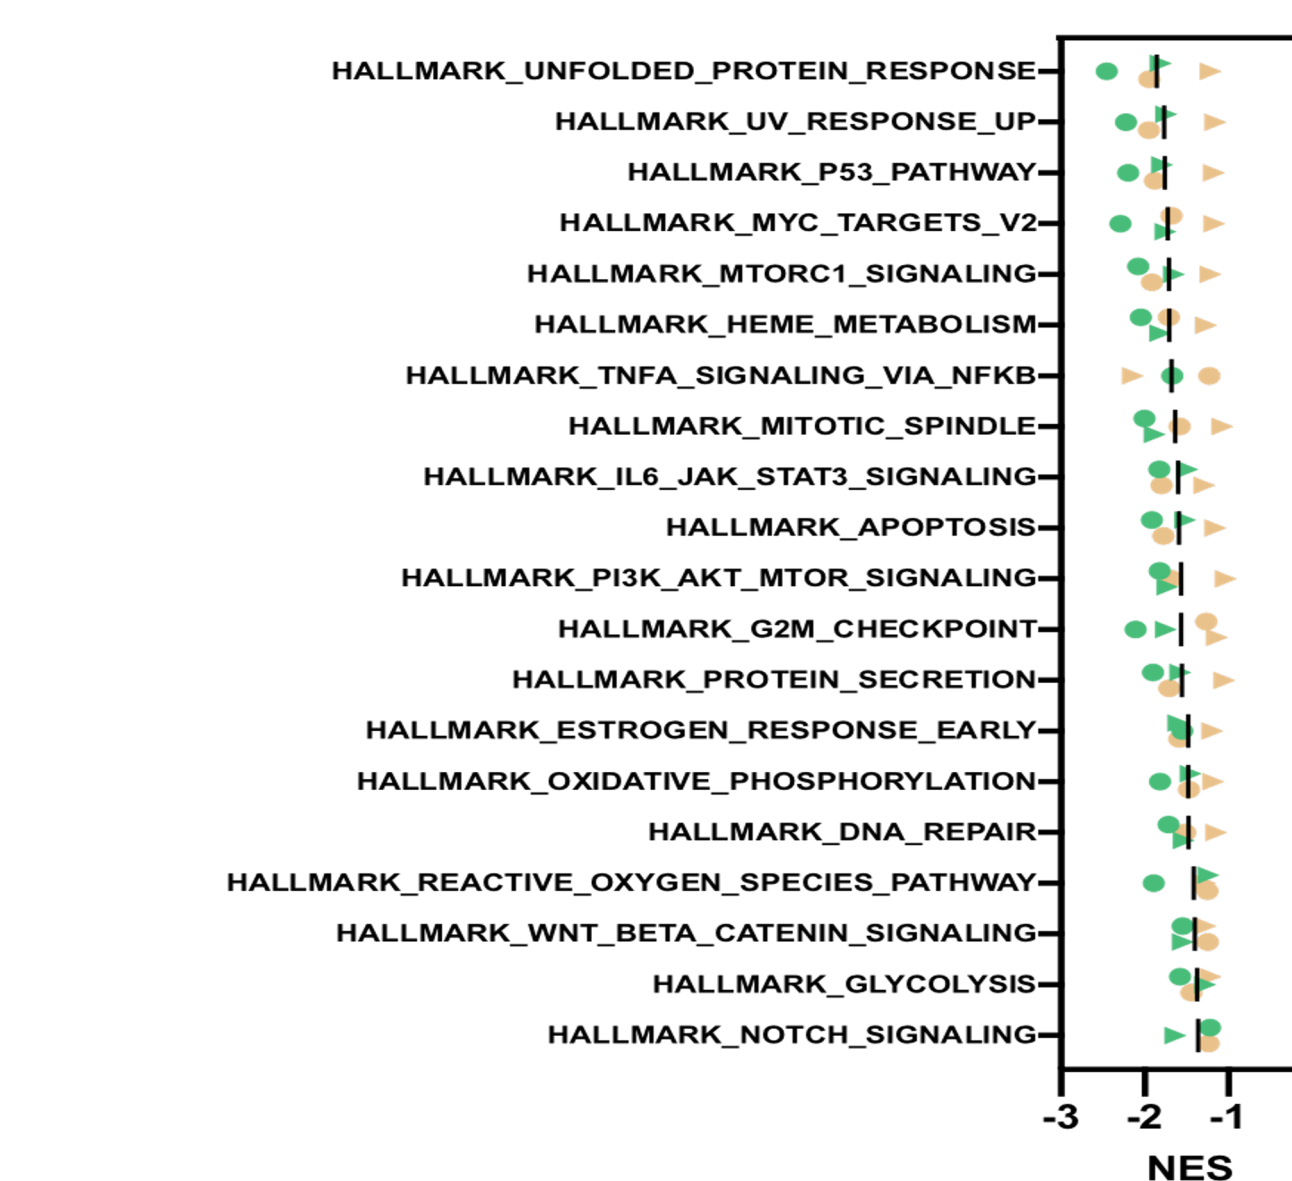 HALLMARK_UNFOLDED_PROTEIN_RESPONSE
HALLMARK_UV_RESPONSE_UP
HALLMARK_P53_PATHWAY
HALLMARK_MYC_TARGETS_V2
HALLMARK_MTORC1_SIGNALING
HALLMARK_HEME_METABOLISM
HALLMARK_TNFA_SIGNALING_VIA_NFKB
HALLMARK_MITOTIC_SPINDLE
HALLMARK_IL6_JAK_STAT3_SIGNALING
HALLMARK_APOPTOSIS
HALLMARK_PI3K_AKT_MTOR_SIGNALING
HALLMARK_G2M_CHECKPOINT
HALLMARK_PROTEIN_SECRETION
HALLMARK_ESTROGEN_RESPONSE_EARLY
HALLMARK_OXIDATIVE_PHOSPHORYLATION
HALLMARK_DNA_REPAIR
HALLMARK_REACTIVE_OXYGEN_SPECIES_PATHWAY
HALLMARK_WNT_BETA_CATENIN_SIGNALING
HALLMARK_GLYCOLYSIS
HALLMARK_NOTCH_SIGNALING
-3 -2 -1
NES